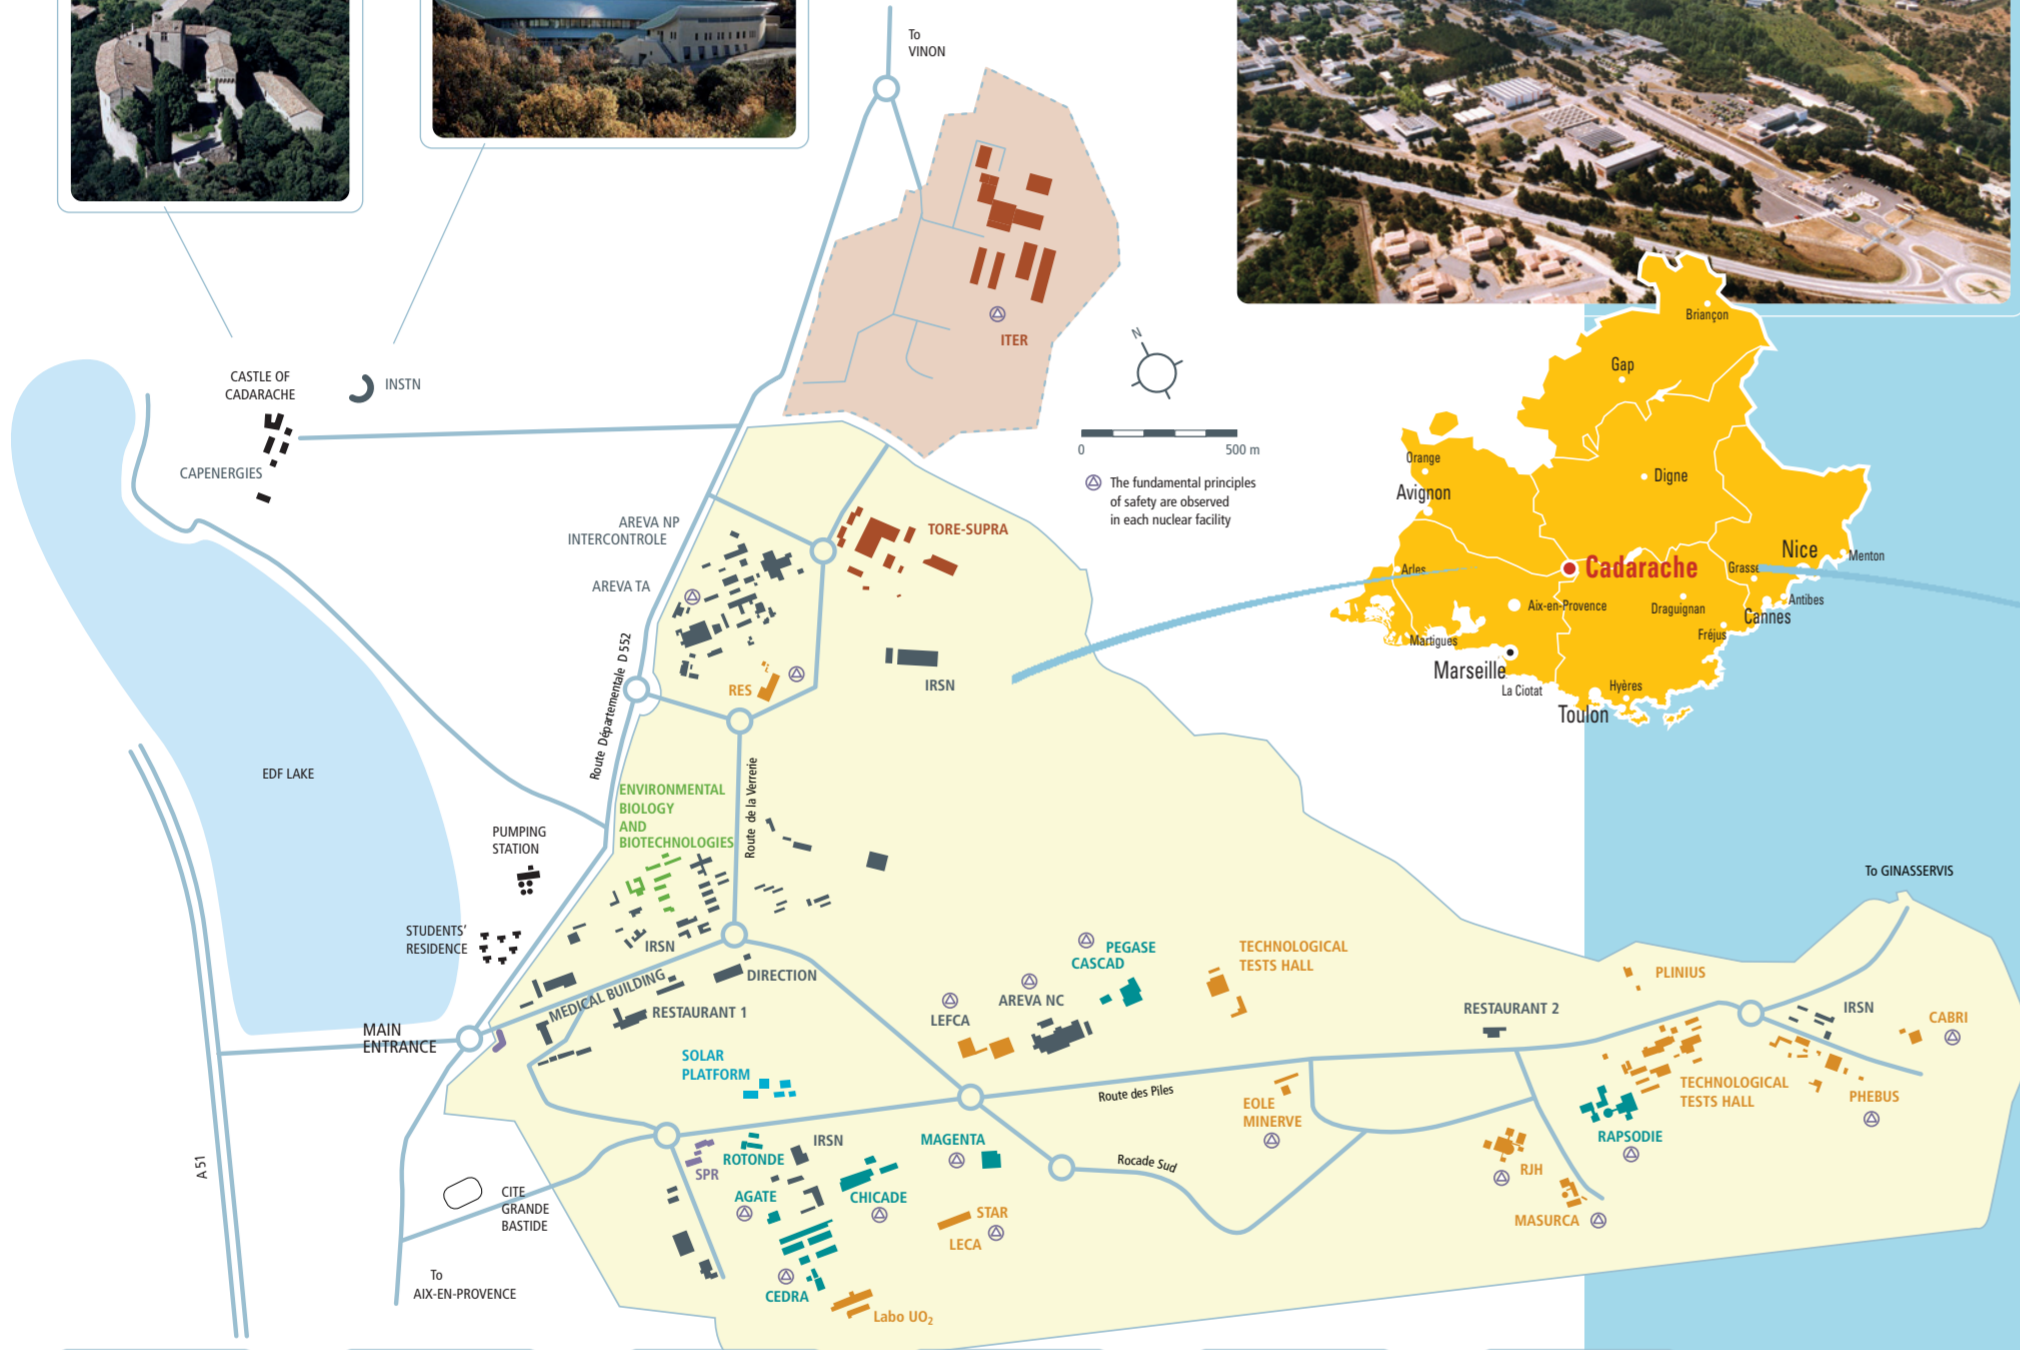 To
VINON
ITER
N
0
500 m
The fundamental principles
of safety are observed
in each nuclear facility
CASTLE OF
CADARACHE
INSTN
CAPENERGIES
AREVA NP
INTERCONTROLE
AREVA TA
TORE-SUPRA
RES
IRSN
Route Départementale D 552
EDF LAKE
ENVIRONMENTAL
BIOLOGY
AND
BIOTECHNOLOGIES
Route de la Verrerie
PUMPING
STATION
STUDENTS'
RESIDENCE
IRSN
DIRECTION
MEDICAL BUILDING
RESTAURANT 1
MAIN
ENTRANCE
SOLAR
PLATFORM
LEFCA
AREVA NC
PEGASE
CASCAD
TECHNOLOGICAL
TESTS HALL
Route des Piles
EOLE
MINERVE
RESTAURANT 2
PLINIUS
To GINASSERVIS
IRSN
CABRI
PHEBUS
TECHNOLOGICAL
TESTS HALL
RAPSODIE
RJH
MASURCA
Rocade Sud
MAGENTA
IRSN
ROTONDE
SPR
AGATE
CHICADE
STAR
LECA
CEDRA
Labo UO2
A 51
CITE
GRANDE
BASTIDE
To
AIX-EN-PROVENCE
Briançon
Gap
Orange
Avignon
Digne
Nice
Menton
Arles
Cadarache
Grasse
Aix-en-Provence
Draguignan
Antibes
Cannes
Fréjus
Martigues
Marseille
La Ciotat
Hyères
Toulon